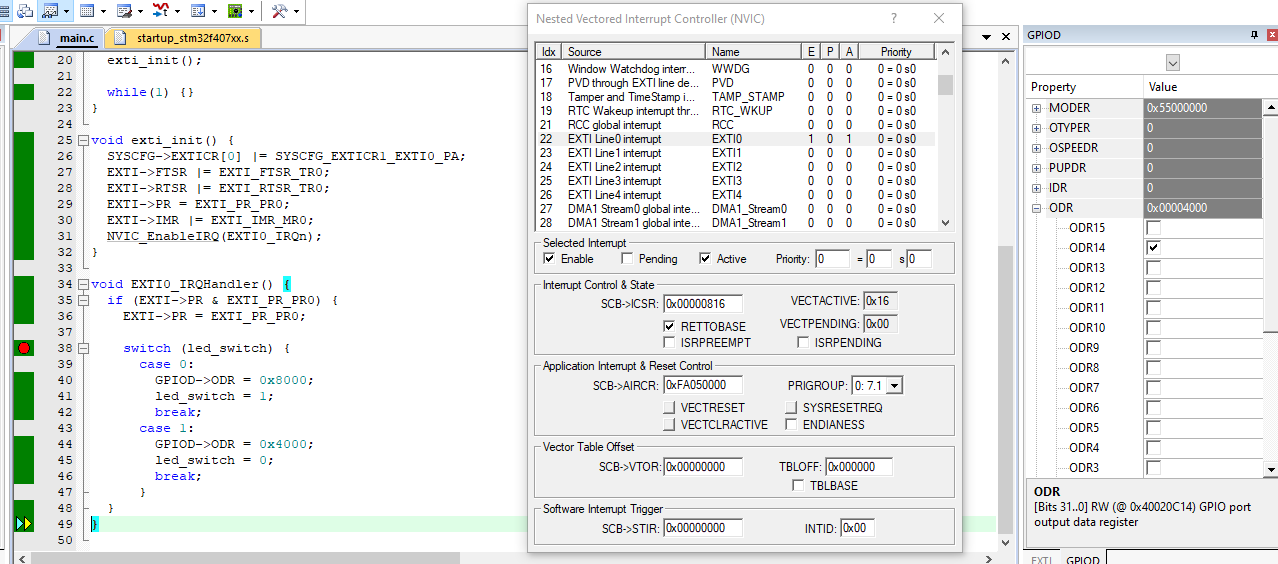 main.c
startup_stm32f407xx.s
20 exti_init();
21
22 while(1) {}
23 }
24
25 void exti_init() {
26 SYSCFG->EXTICR[0] |= SYSCFG_EXTICR1_EXTI0_PA;
27 EXTI->FTSR |= EXTI_FTSR_TR0;
28 EXTI->RTSR |= EXTI_RTSR_TR0;
29 EXTI->PR = EXTI_PR_PR0;
30 EXTI->IMR |= EXTI_IMR_MR0;
31 NVIC_EnableIRQ(EXTI0_IRQn);
32 }
33
34 void EXTI0_IRQHandler() {
35 if (EXTI->PR & EXTI_PR_PR0) {
36 EXTI->PR = EXTI_PR_PR0;
37
38 switch (led_switch) {
39 case 0:
40 GPIOD->ODR = 0x8000;
41 led_switch = 1;
42 break;
43 case 1:
44 GPIOD->ODR = 0x4000;
45 led_switch = 0;
46 break;
47 }
48 }
49 }
50
Nested Vectored Interrupt Controller (NVIC)
? ×
Idx Source Name E P A Priority
16 Window Watchdog interr... WWDG 0 0 0 0 = 0 s0
17 PVD through EXTI line de... PVD 0 0 0 0 = 0 s0
18 Tamper and TimeStamp i... TAMP_STAMP 0 0 0 0 = 0 s0
19 RTC Wakeup interrupt thr... RTC_WKUP 0 0 0 0 = 0 s0
21 RCC global interrupt RCC 0 0 0 0 = 0 s0
22 EXTI Line0 interrupt EXTI0 1 0 1 0 = 0 s0
23 EXTI Line1 interrupt EXTI1 0 0 0 0 = 0 s0
24 EXTI Line2 interrupt EXTI2 0 0 0 0 = 0 s0
25 EXTI Line3 interrupt EXTI3 0 0 0 0 = 0 s0
26 EXTI Line4 interrupt EXTI4 0 0 0 0 = 0 s0
27 DMA1 Stream0 global inte... DMA1_Stream0 0 0 0 0 = 0 s0
28 DMA1 Stream1 global inte... DMA1_Stream1 0 0 0 0 = 0 s0
Selected Interrupt
Enable Pending Active Priority: 0 = 0 s 0
Interrupt Control & State
SCB->ICSR: 0x00000816 VECTACTIVE: 0x16
RETTOBASE VECTPENDING: 0x00
ISRPREEMPT ISRPENDING
Application Interrupt & Reset Control
SCB->AIRCR: 0xFA050000 PRIGROUP: 0: 7.1
VECTRESET SYSRESETREQ
VECTCLRACTIVE ENDIANESS
Vector Table Offset
SCB->VTOR: 0x00000000 TBLOFF: 0x000000
TBLBASE
Software Interrupt Trigger
SCB->STIR: 0x00000000 INTID: 0x00
GPIOD
Property Value
MODER 0x55000000
OTYPER 0
OSPEEDR 0
PUPDR 0
IDR 0
ODR 0x00004000
ODR15
ODR14
ODR13
ODR12
ODR11
ODR10
ODR9
ODR8
ODR7
ODR6
ODR5
ODR4
ODR3
ODR
[Bits 31..0] RW (@ 0x40020C14) GPIO port
output data register
EXTI GPIOD